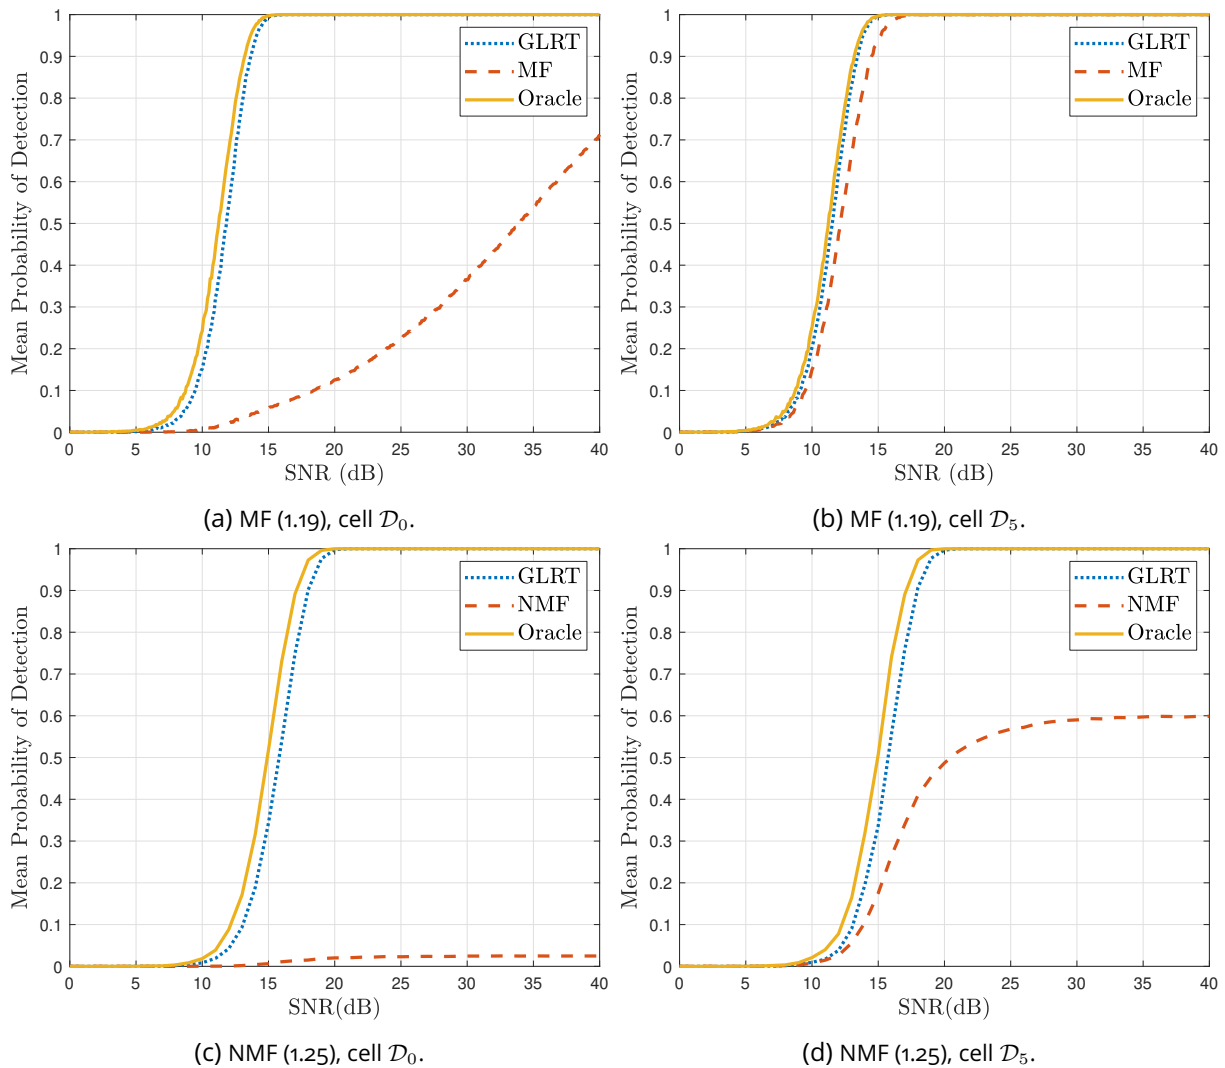 Mean Probability of Detection
1
0.9
0.8
0.7
0.6
0.5
0.4
0.3
0.2
0.1
0
GLRT
MF
Oracle
0 5 10 15 20 25 30 35 40
SNR (dB)
(a) MF (1.19), cell 𝒟₀.
Mean Probability of Detection
1
0.9
0.8
0.7
0.6
0.5
0.4
0.3
0.2
0.1
0
GLRT
MF
Oracle
0 5 10 15 20 25 30 35 40
SNR (dB)
(b) MF (1.19), cell 𝒟₅.
Mean Probability of Detection
1
0.9
0.8
0.7
0.6
0.5
0.4
0.3
0.2
0.1
0
GLRT
NMF
Oracle
0 5 10 15 20 25 30 35 40
SNR(dB)
(c) NMF (1.25), cell 𝒟₀.
Mean Probability of Detection
1
0.9
0.8
0.7
0.6
0.5
0.4
0.3
0.2
0.1
0
GLRT
NMF
Oracle
0 5 10 15 20 25 30 35 40
SNR(dB)
(d) NMF (1.25), cell 𝒟₅.